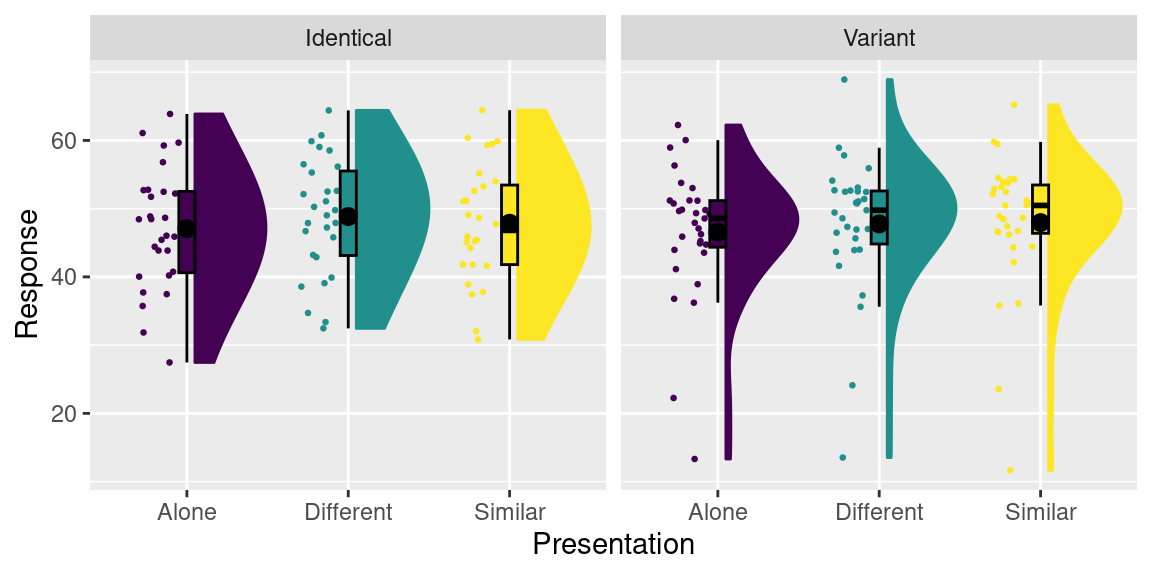 Identical Variant
60
40
20
Response
Alone Different Similar Alone Different Similar
Presentation